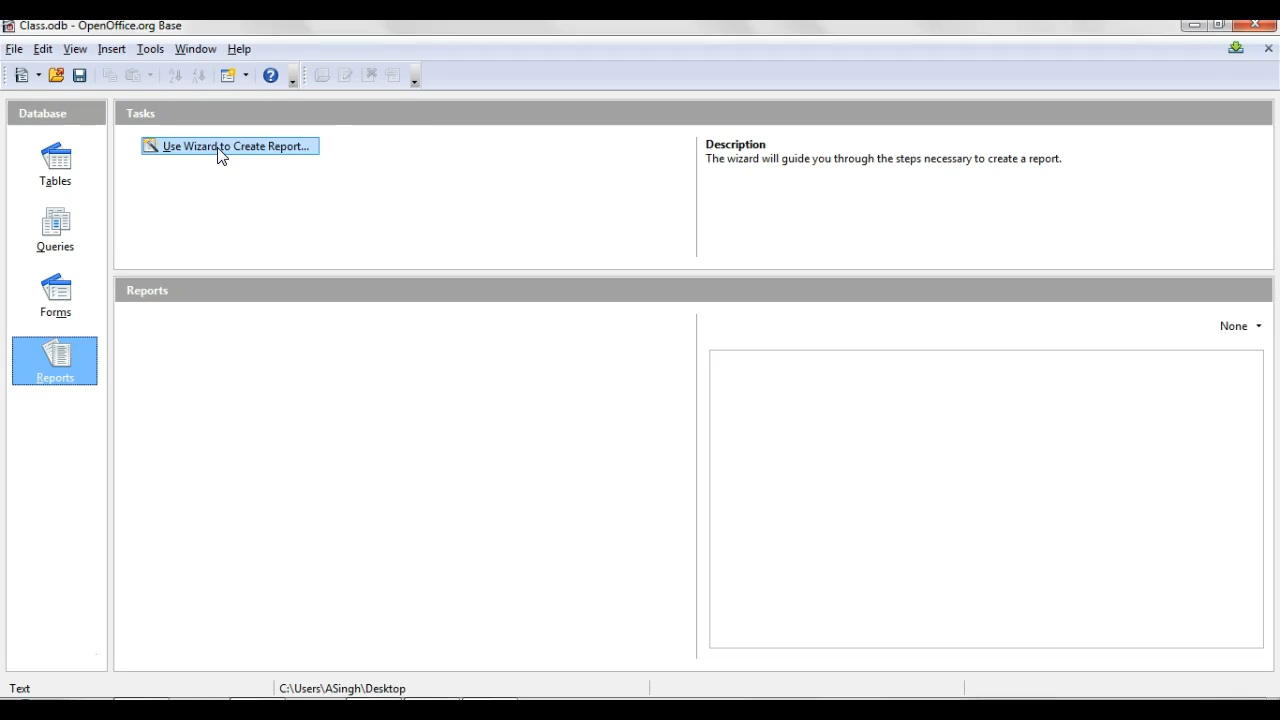 Class.odb - OpenOffice.org Base
File Edit View Insert Tools Window Help
Database
Tables
Queries
Forms
Reports
Tasks
Use Wizard to Create Report...
Description
The wizard will guide you through the steps necessary to create a report.
Reports
None
Text C:\Users\ASingh\Desktop